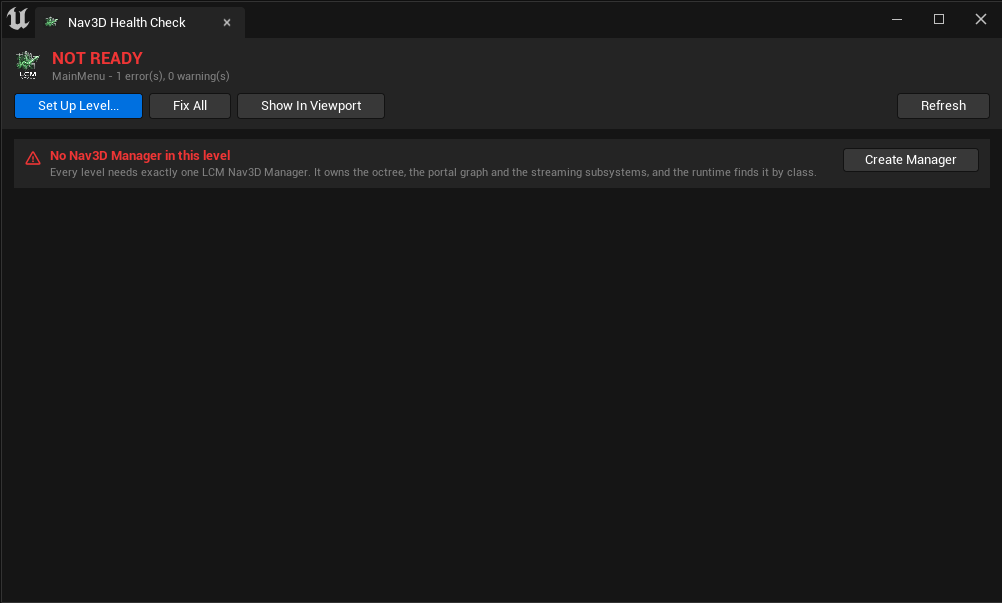 Nav3D Health Check
NOT READY
LCM
MainMenu - 1 error(s), 0 warning(s)
Set Up Level...
Fix All
Show In Viewport
Refresh
No Nav3D Manager in this level
Every level needs exactly one LCM Nav3D Manager. It owns the octree, the portal graph and the streaming subsystems, and the runtime finds it by class.
Create Manager